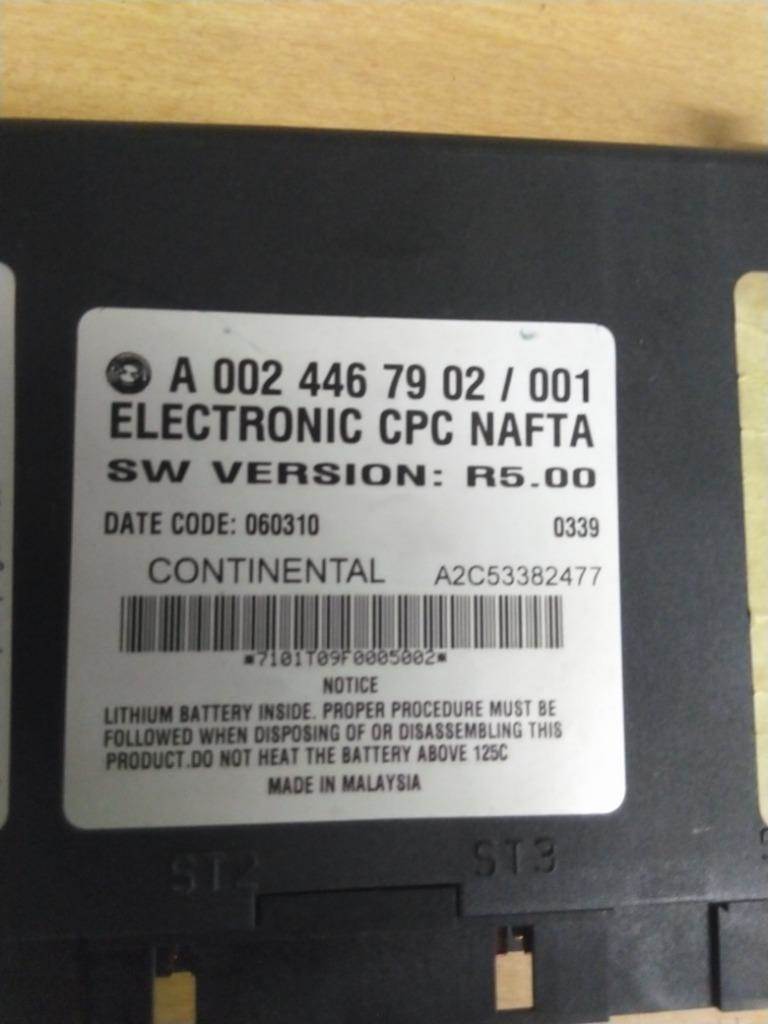 A 002 446 79 02 / 001
ELECTRONIC CPC NAFTA
SW VERSION: R5.00
DATE CODE: 060310 0339
CONTINENTAL A2C53382477
*7101T09F0005002*
NOTICE
LITHIUM BATTERY INSIDE. PROPER PROCEDURE MUST BE
FOLLOWED WHEN DISPOSING OF OR DISASSEMBLING THIS
PRODUCT.DO NOT HEAT THE BATTERY ABOVE 125C
MADE IN MALAYSIA
ST2 ST3